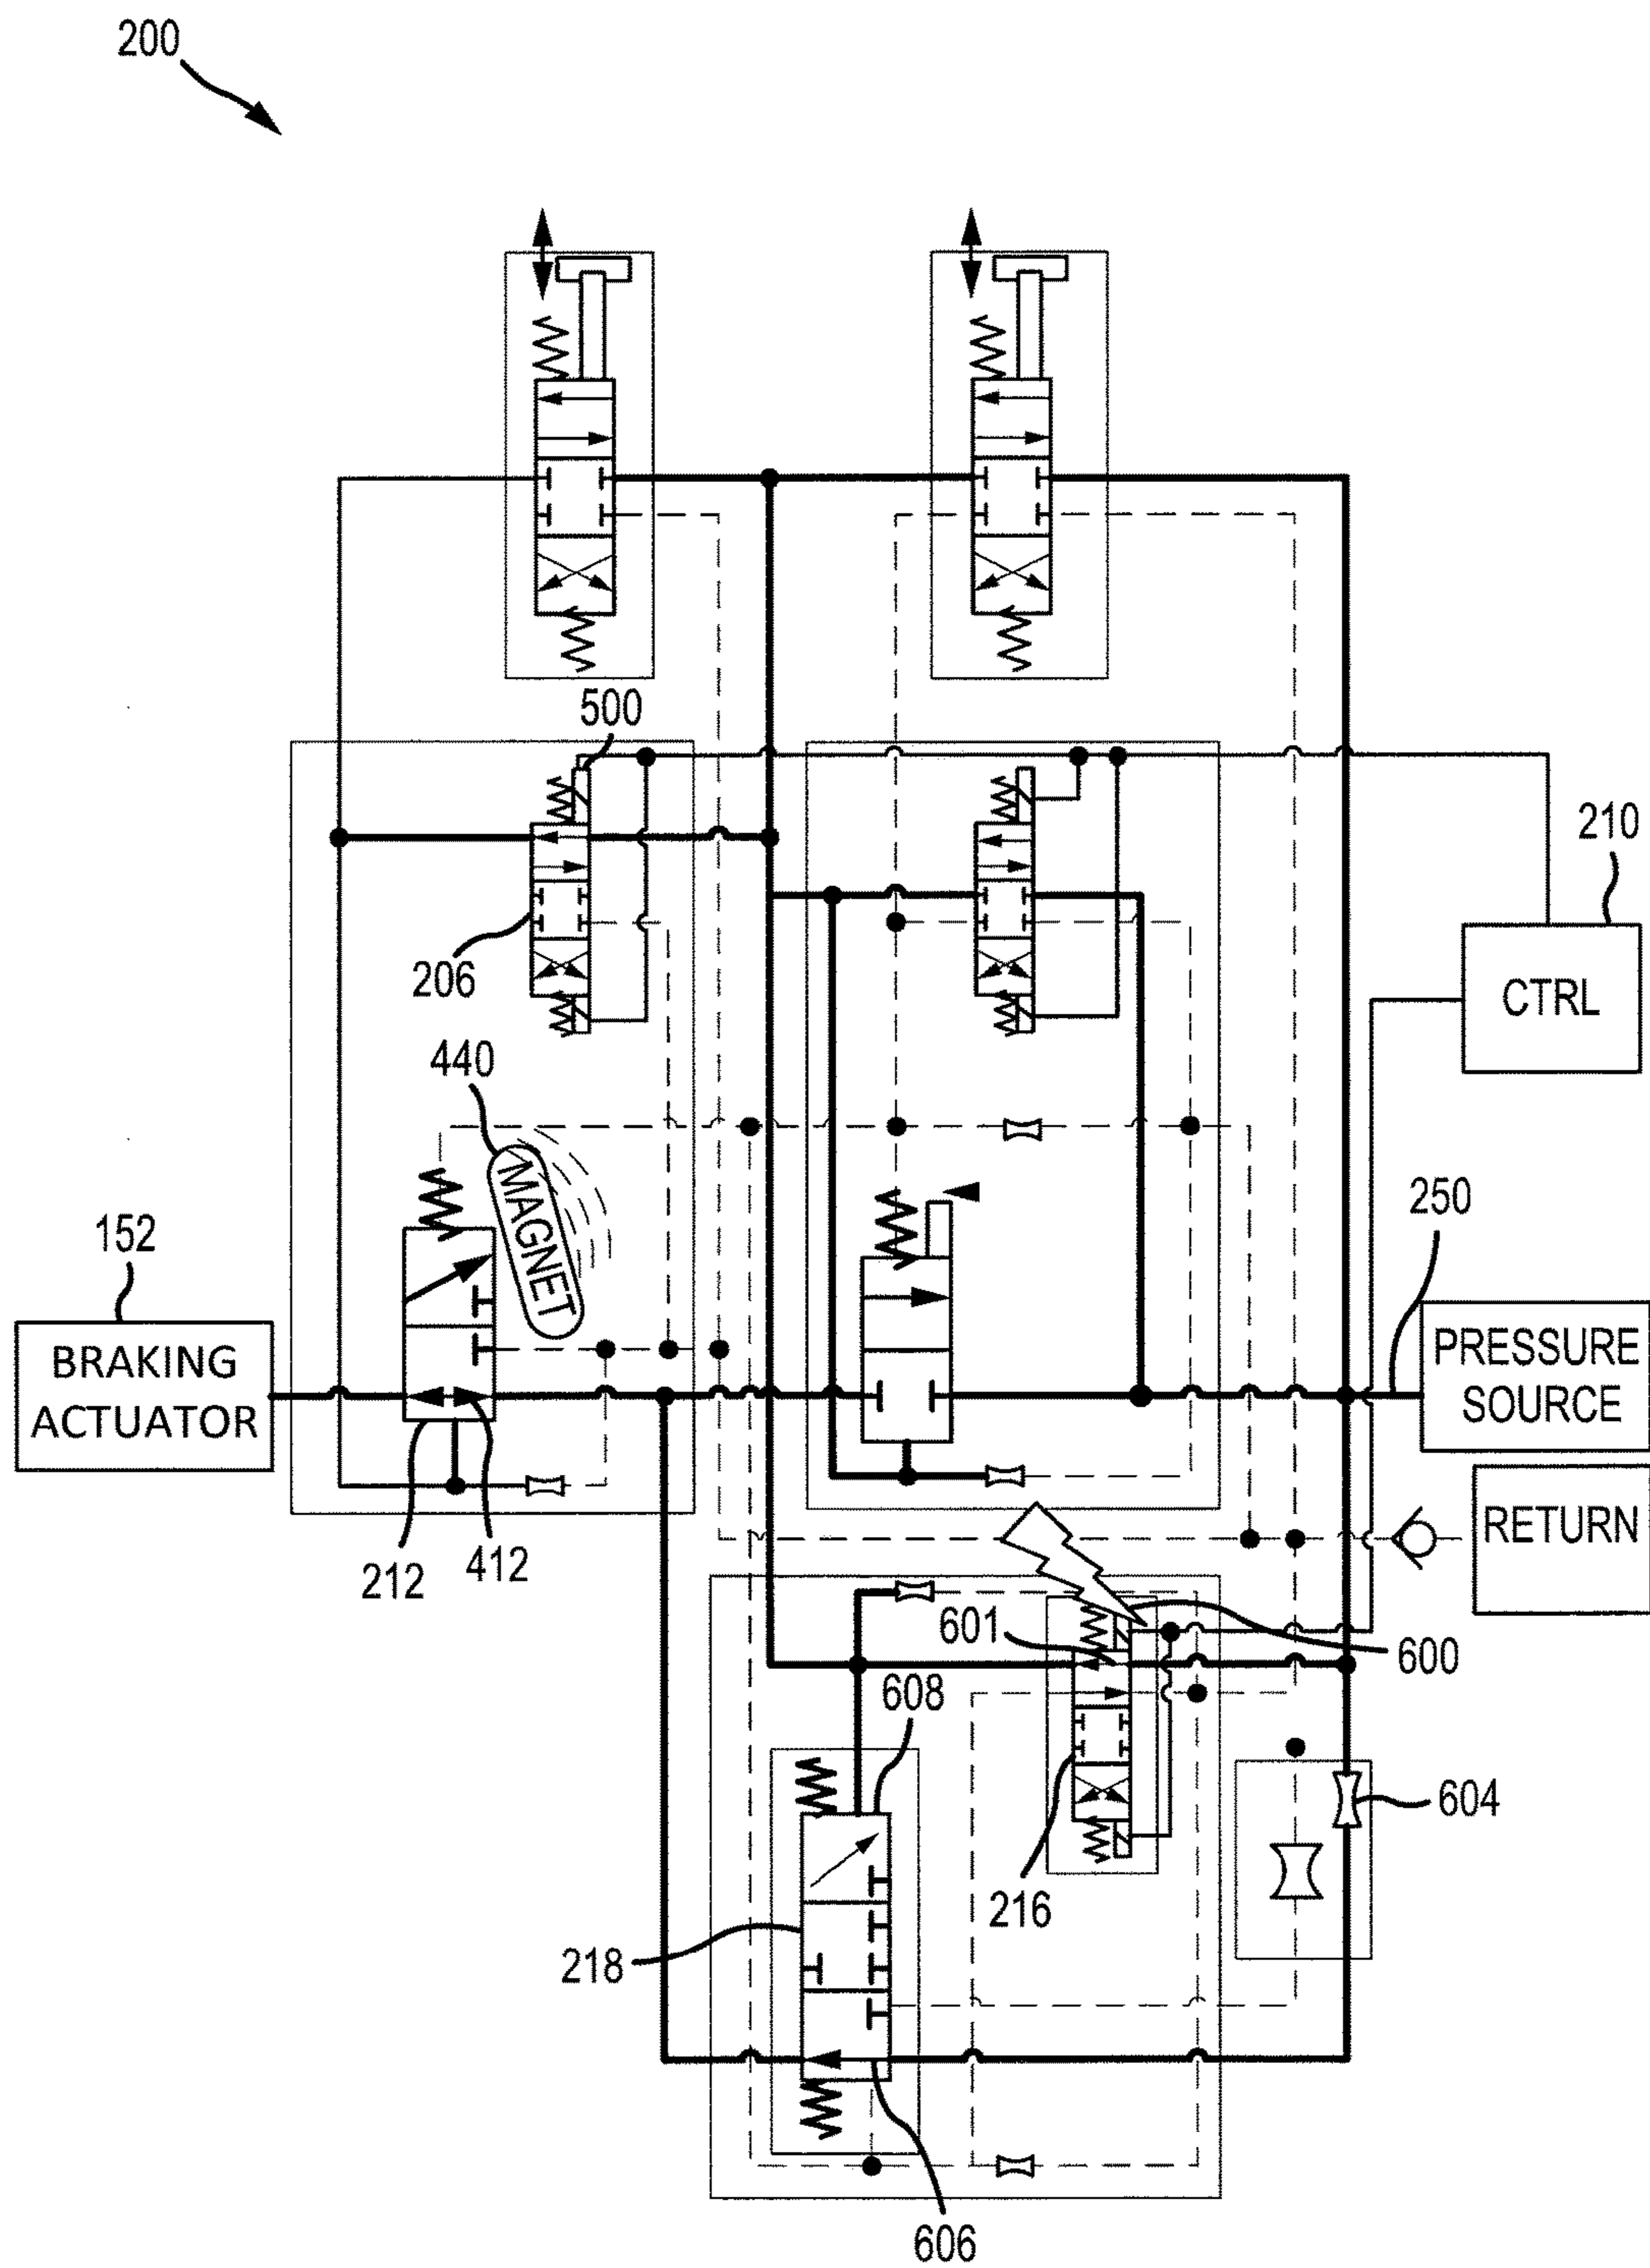 200
500
210
206
CTRL
440
MAGNET
250
152
BRAKING
ACTUATOR
PRESSURE
SOURCE
RETURN
212
412
601
600
608
604
216
218
606